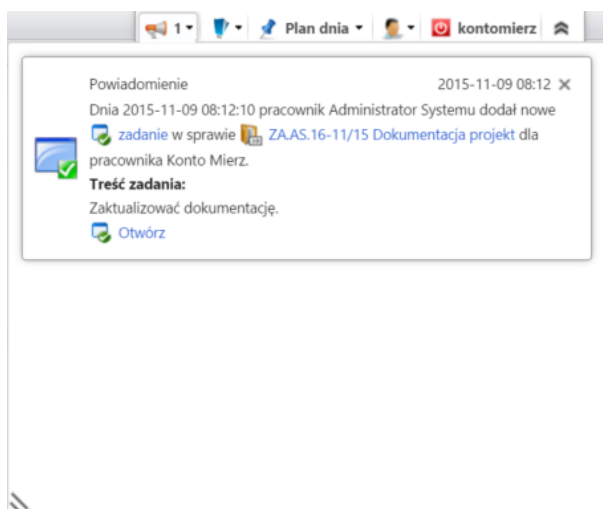 1 Plan dnia kontomierz
Powiadomienie 2015-11-09 08:12
Dnia 2015-11-09 08:12:10 pracownik Administrator Systemu dodał nowe
zadanie w sprawie ZA.AS.16-11/15 Dokumentacja projekt dla
pracownika Konto Mierz.
Treść zadania:
Zaktualizować dokumentację.
Otwórz